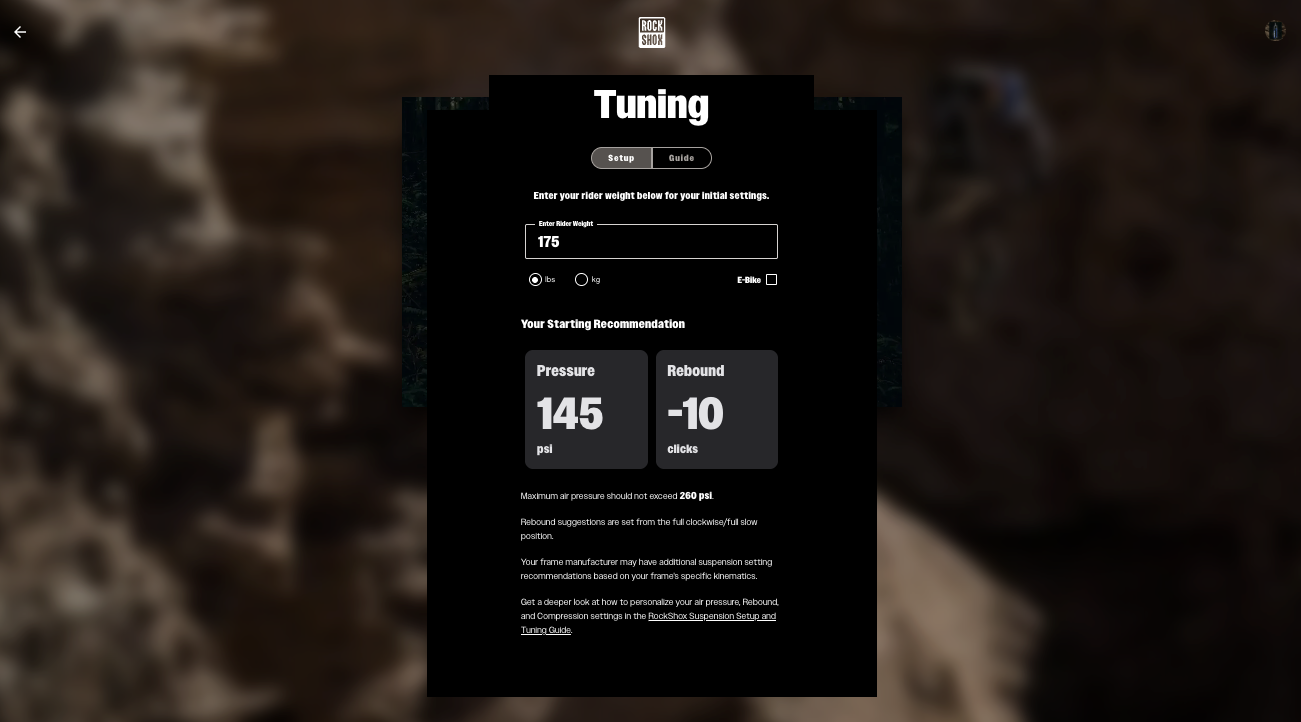 ROCK
SHOX
Tuning
Setup
Guide
Enter your rider weight below for your initial settings.
Enter Rider Weight
175
lbs
kg
E-Bike
Your Starting Recommendation
Pressure
145
psi
Rebound
-10
clicks
Maximum air pressure should not exceed 260 psi.
Rebound suggestions are set from the full clockwise/full slow
position.
Your frame manufacturer may have additional suspension setting
recommendations based on your frame's specific kinematics.
Get a deeper look at how to personalize your air pressure, Rebound,
and Compression settings in the RockShox Suspension Setup and
Tuning Guide.